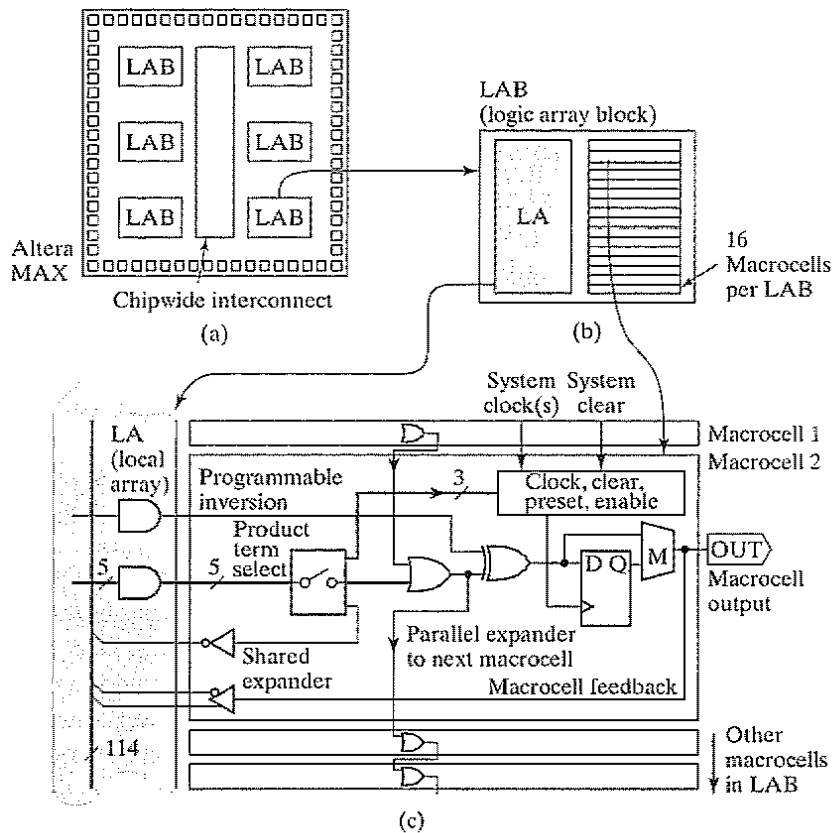 LAB
LAB
LAB
LAB
LAB
LAB
Altera
MAX
Chipwide interconnect
(a)
LAB
(logic array block)
LA
16
Macrocells
per LAB
(b)
System
clock(s)
System
clear
LA
(local
array)
Macrocell 1
Macrocell 2
Programmable
inversion
3
Clock, clear,
preset, enable
Product
term
select
5
5
D Q
M
OUT
Macrocell
output
Shared
expander
Parallel expander
to next macrocell
Macrocell feedback
114
Other
macrocells
in LAB
(c)